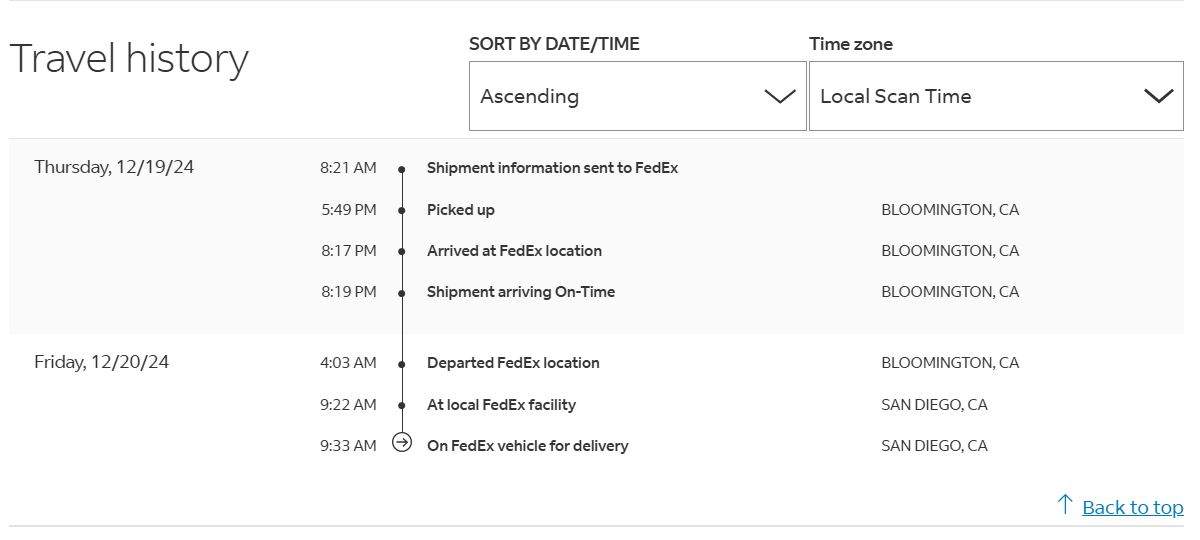 Travel history
SORT BY DATE/TIME
Time zone
Ascending
Local Scan Time
Thursday, 12/19/24
8:21 AM Shipment information sent to FedEx
5:49 PM Picked up BLOOMINGTON, CA
8:17 PM Arrived at FedEx location BLOOMINGTON, CA
8:19 PM Shipment arriving On-Time BLOOMINGTON, CA
Friday, 12/20/24
4:03 AM Departed FedEx location BLOOMINGTON, CA
9:22 AM At local FedEx facility SAN DIEGO, CA
9:33 AM On FedEx vehicle for delivery SAN DIEGO, CA
Back to top